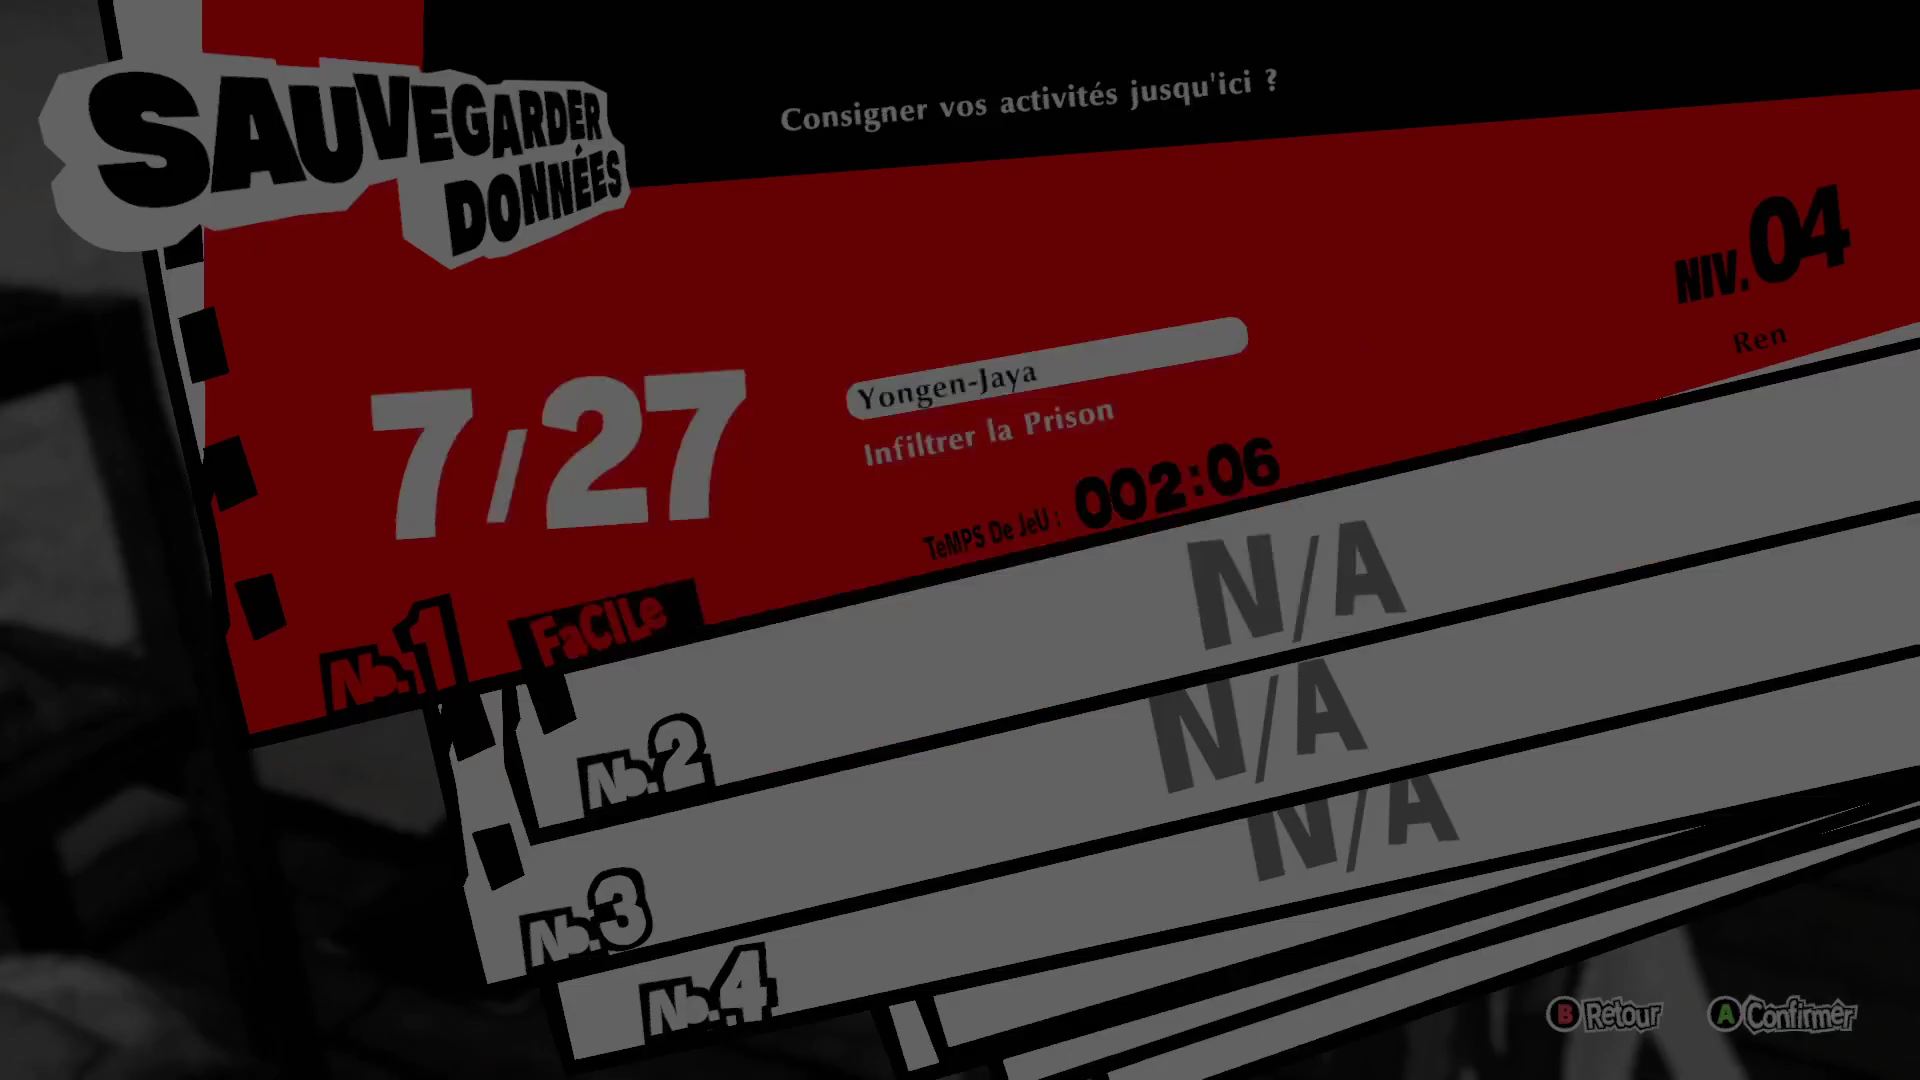 SAUVEGARDER
DONNÉES
Consigner vos activités jusqu'ici ?
NIV. 04
Ren
7/27
Yongen-Jaya
Infiltrer la Prison
TeMPS De JeU : 002:06
No.1 FaCILe
N/A
No.2
N/A
No.3
N/A
No.4
B Retour
A Confirmer